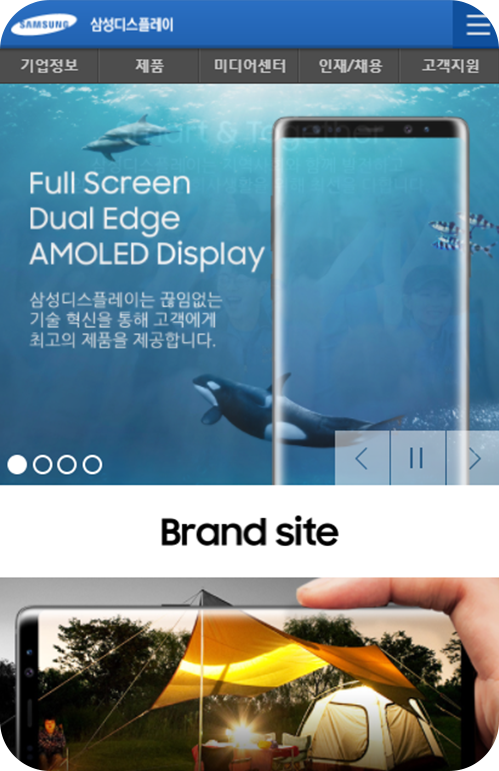 SAMSUNG 삼성디스플레이
기업정보 제품 미디어센터 인재/채용 고객지원
Full Screen
Dual Edge
AMOLED Display
삼성디스플레이는 끊임없는
기술 혁신을 통해 고객에게
최고의 제품을 제공합니다.
Brand site